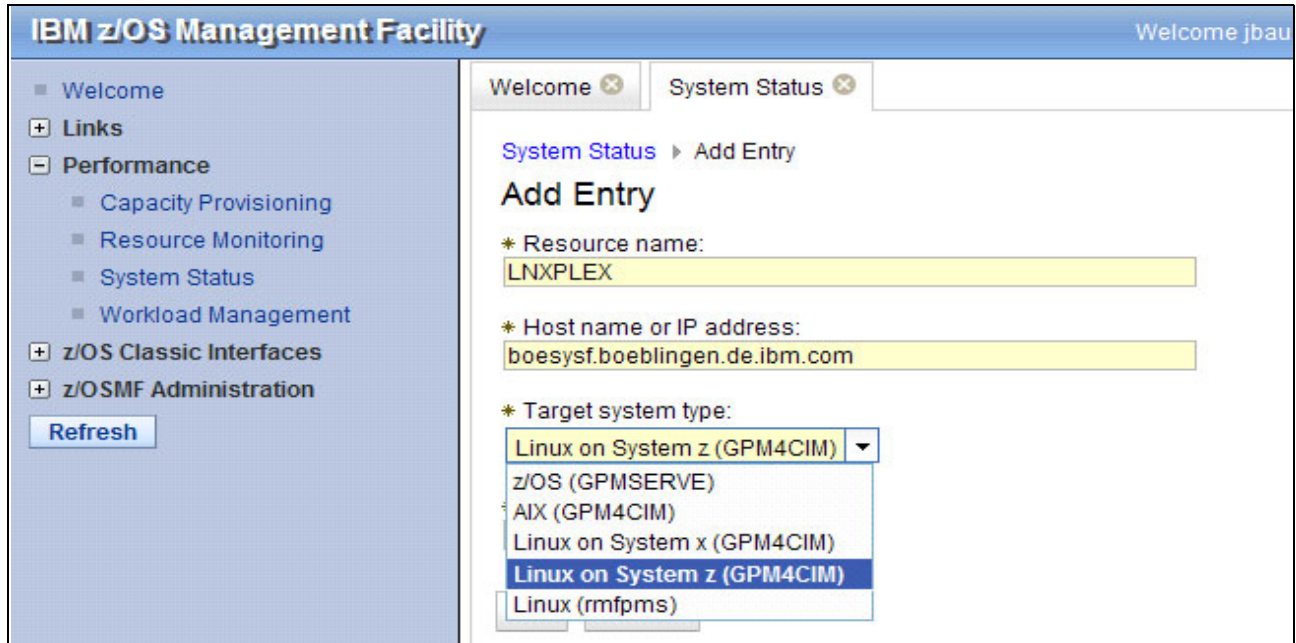 IBM z/OS Management Facility
Welcome jbau
Welcome
Links
Performance
Capacity Provisioning
Resource Monitoring
System Status
Workload Management
z/OS Classic Interfaces
z/OSMF Administration
Refresh
Welcome
System Status
System Status Add Entry
Add Entry
* Resource name:
LNXPLEX
* Host name or IP address:
boesysf.boeblingen.de.ibm.com
* Target system type:
Linux on System z (GPM4CIM)
z/OS (GPMSERVE)
AIX (GPM4CIM)
Linux on System x (GPM4CIM)
Linux on System z (GPM4CIM)
Linux (rmfpms)